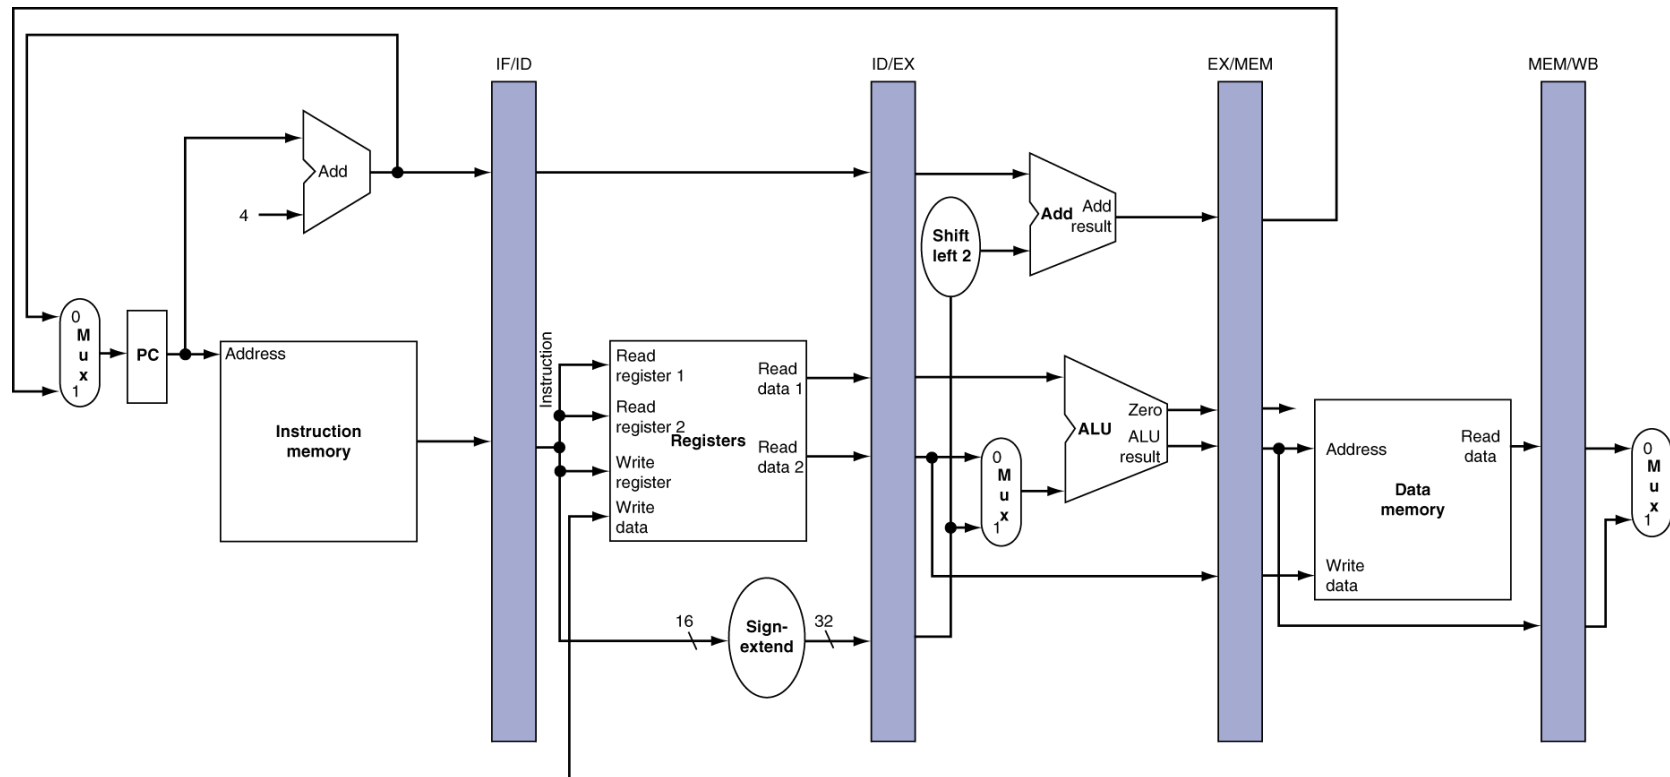 IF/ID
ID/EX
EX/MEM
MEM/WB
Add
4
Add
Add
result
Shift
left 2
0
M
u
x
1
PC
Address
Instruction
memory
Instruction
Read
register 1
Read
register 2
Write
register
Write
data
Registers
Read
data 1
Read
data 2
16
Sign-
extend
32
0
M
u
x
1
Zero
ALU
ALU
result
Address
Read
data
Data
memory
Write
data
0
M
u
x
1